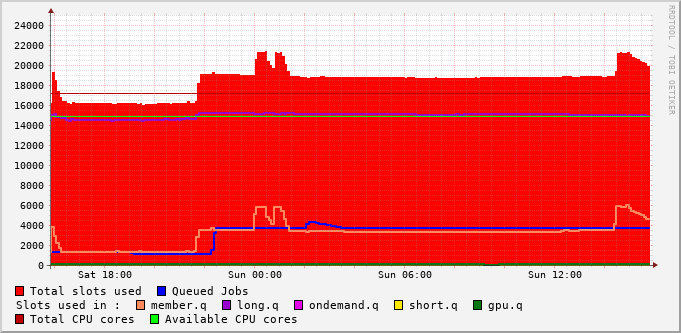 RRDTOOL / TOBI OETIKER
24000
22000
20000
18000
16000
14000
12000
10000
8000
6000
4000
2000
0
Sat 18:00 Sun 00:00 Sun 06:00 Sun 12:00
Total slots used Queued Jobs
Slots used in : member.q long.q ondemand.q short.q gpu.q
Total CPU cores Available CPU cores